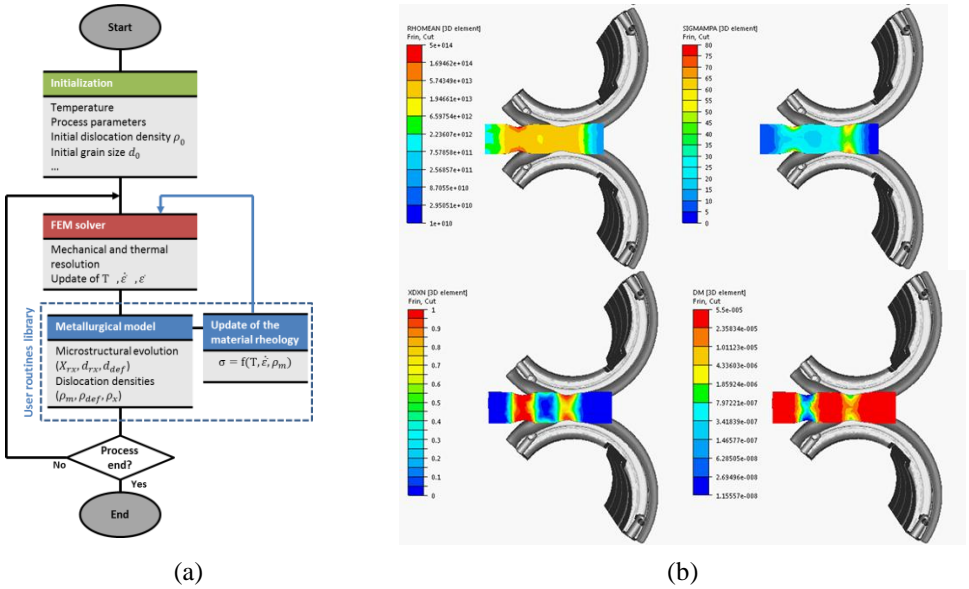 Start
Initialization
Temperature
Process parameters
Initial dislocation density ρ₀
Initial grain size d₀
...
FEM solver
Mechanical and thermal
resolution
Update of T , ε̇ , ε
User routines library
Metallurgical model
Microstructural evolution
(X_rx, d_rx, d_def)
Dislocation densities
(ρ_m, ρ_def, ρ_x)
Update of the
material rheology
σ = f(T, ε̇, ρ_m)
Process
end?
No
Yes
End
(a)
RHOMEAN [3D element]
Frin, Cut
5e+014
1.69462e+014
5.74349e+013
1.94661e+013
6.59754e+012
2.23607e+012
7.57858e+011
2.56857e+011
8.7055e+010
2.95051e+010
1e+010
SIGMAMPA [3D element]
Frin, Cut
80
75
70
65
60
55
50
45
40
35
30
25
20
15
10
5
0
XDXN [3D element]
Frin, Cut
1
0.9
0.8
0.7
0.6
0.5
0.4
0.3
0.2
0.1
0
DM [3D element]
Frin, Cut
5.5e-005
2.35834e-005
1.01123e-005
4.33603e-006
1.85924e-006
7.97221e-007
3.41839e-007
1.46577e-007
6.28505e-008
2.69496e-008
1.15557e-008
(b)